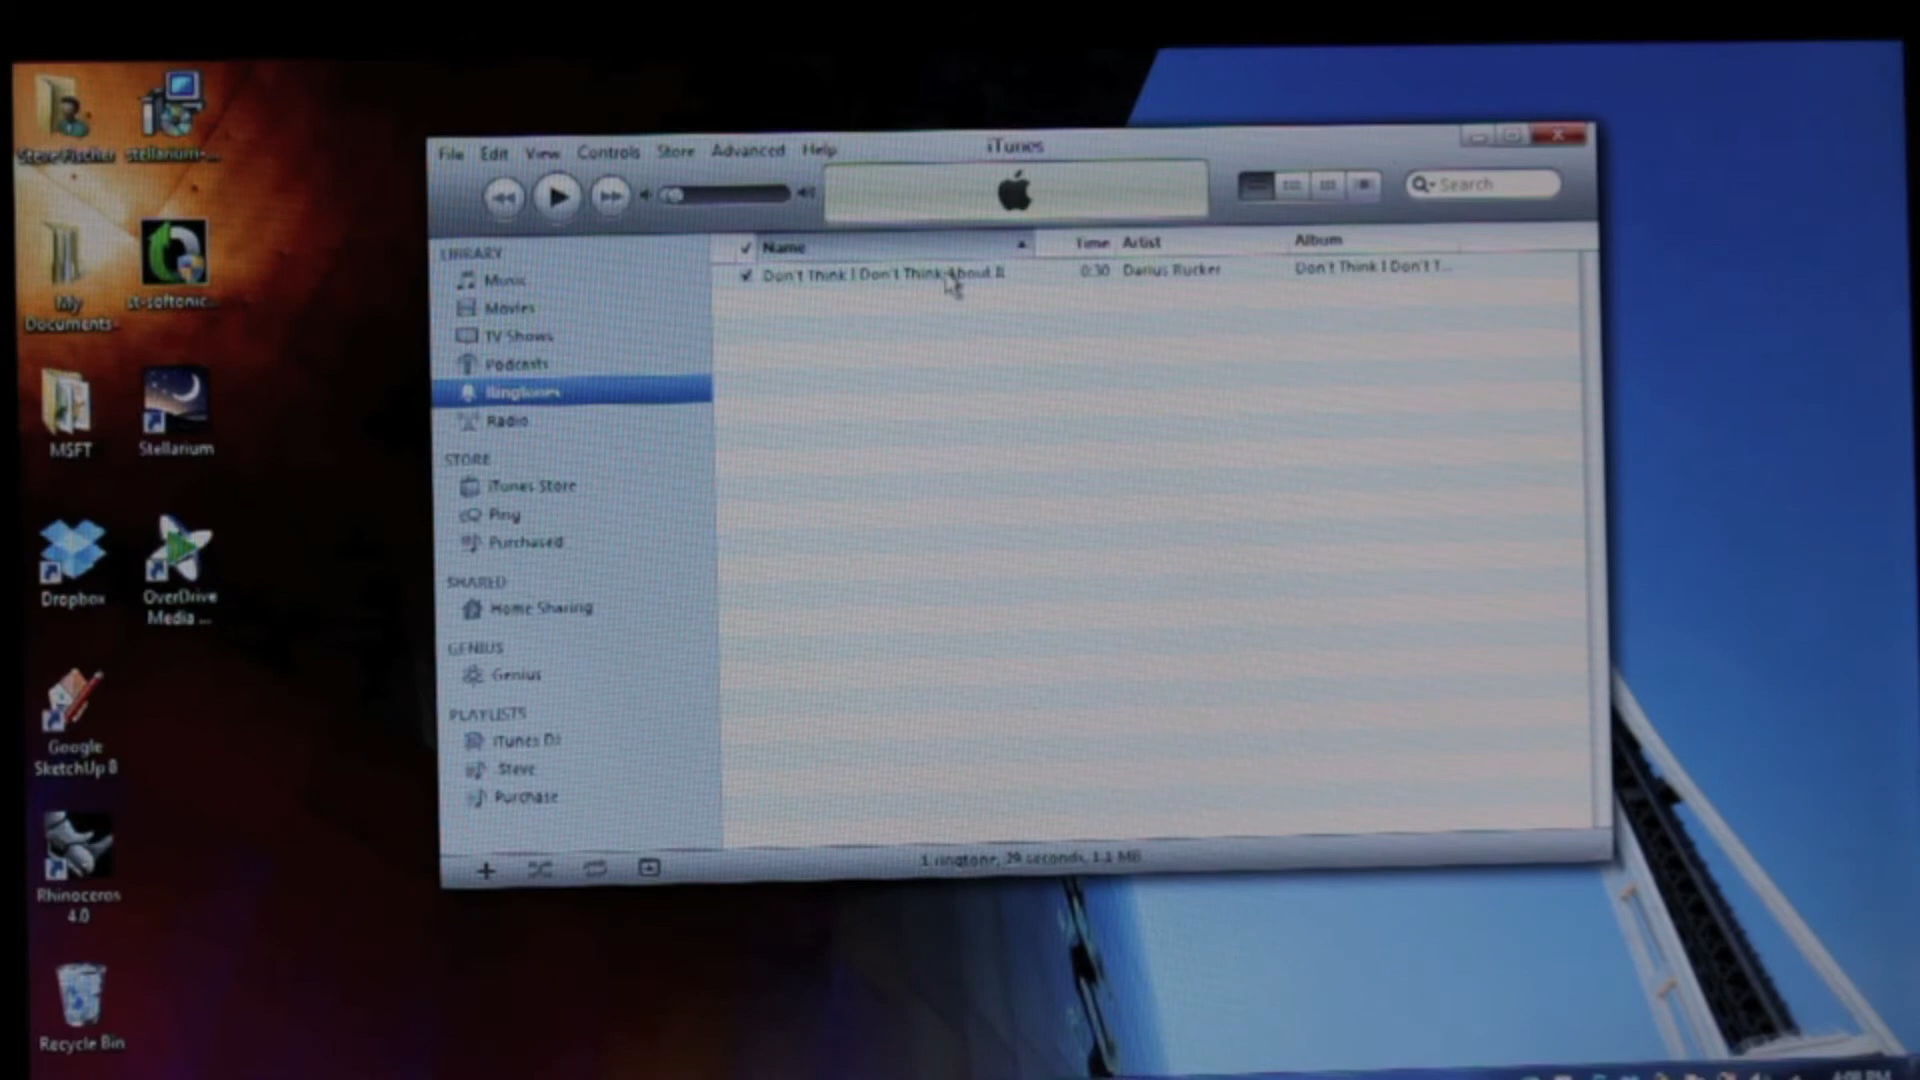 Steve Fischer
stellarium-...
My Documents
st-softonic...
MSFT
Stellarium
Dropbox
OverDrive
Media ...
Google
SketchUp 8
Rhinoceros
4.0
Recycle Bin
iTunes
File Edit View Controls Store Advanced Help
Search
LIBRARY
Music
Movies
TV Shows
Podcasts
Ringtones
Radio
STORE
iTunes Store
Ping
Purchased
SHARED
Home Sharing
GENIUS
Genius
PLAYLISTS
iTunes DJ
Steve
Purchase
Name Time Artist Album
Don't Think I Don't Think About It 0:30 Darius Rucker Don't Think I Don't T...
1 ringtone, 29 seconds, 1.1 MB